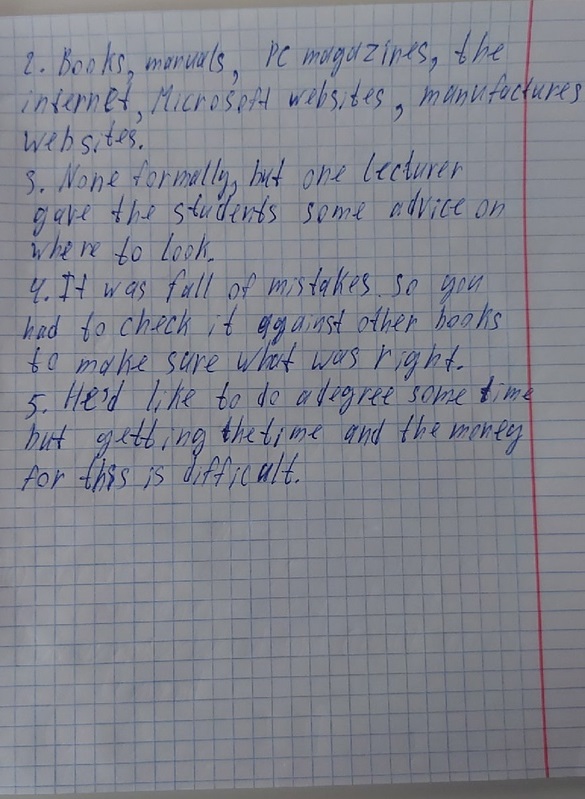 2. Books, manuals, PC magazines, the
internet, Microsoft websites, manufactures
websites.
3. None formally, but one lecturer
gave the students some advice on
where to look.
4. It was full of mistakes. so you
had to check it against other books
to make sure what was right.
5. He'd like to do a degree some time
but getting the time and the money
for this is difficult.